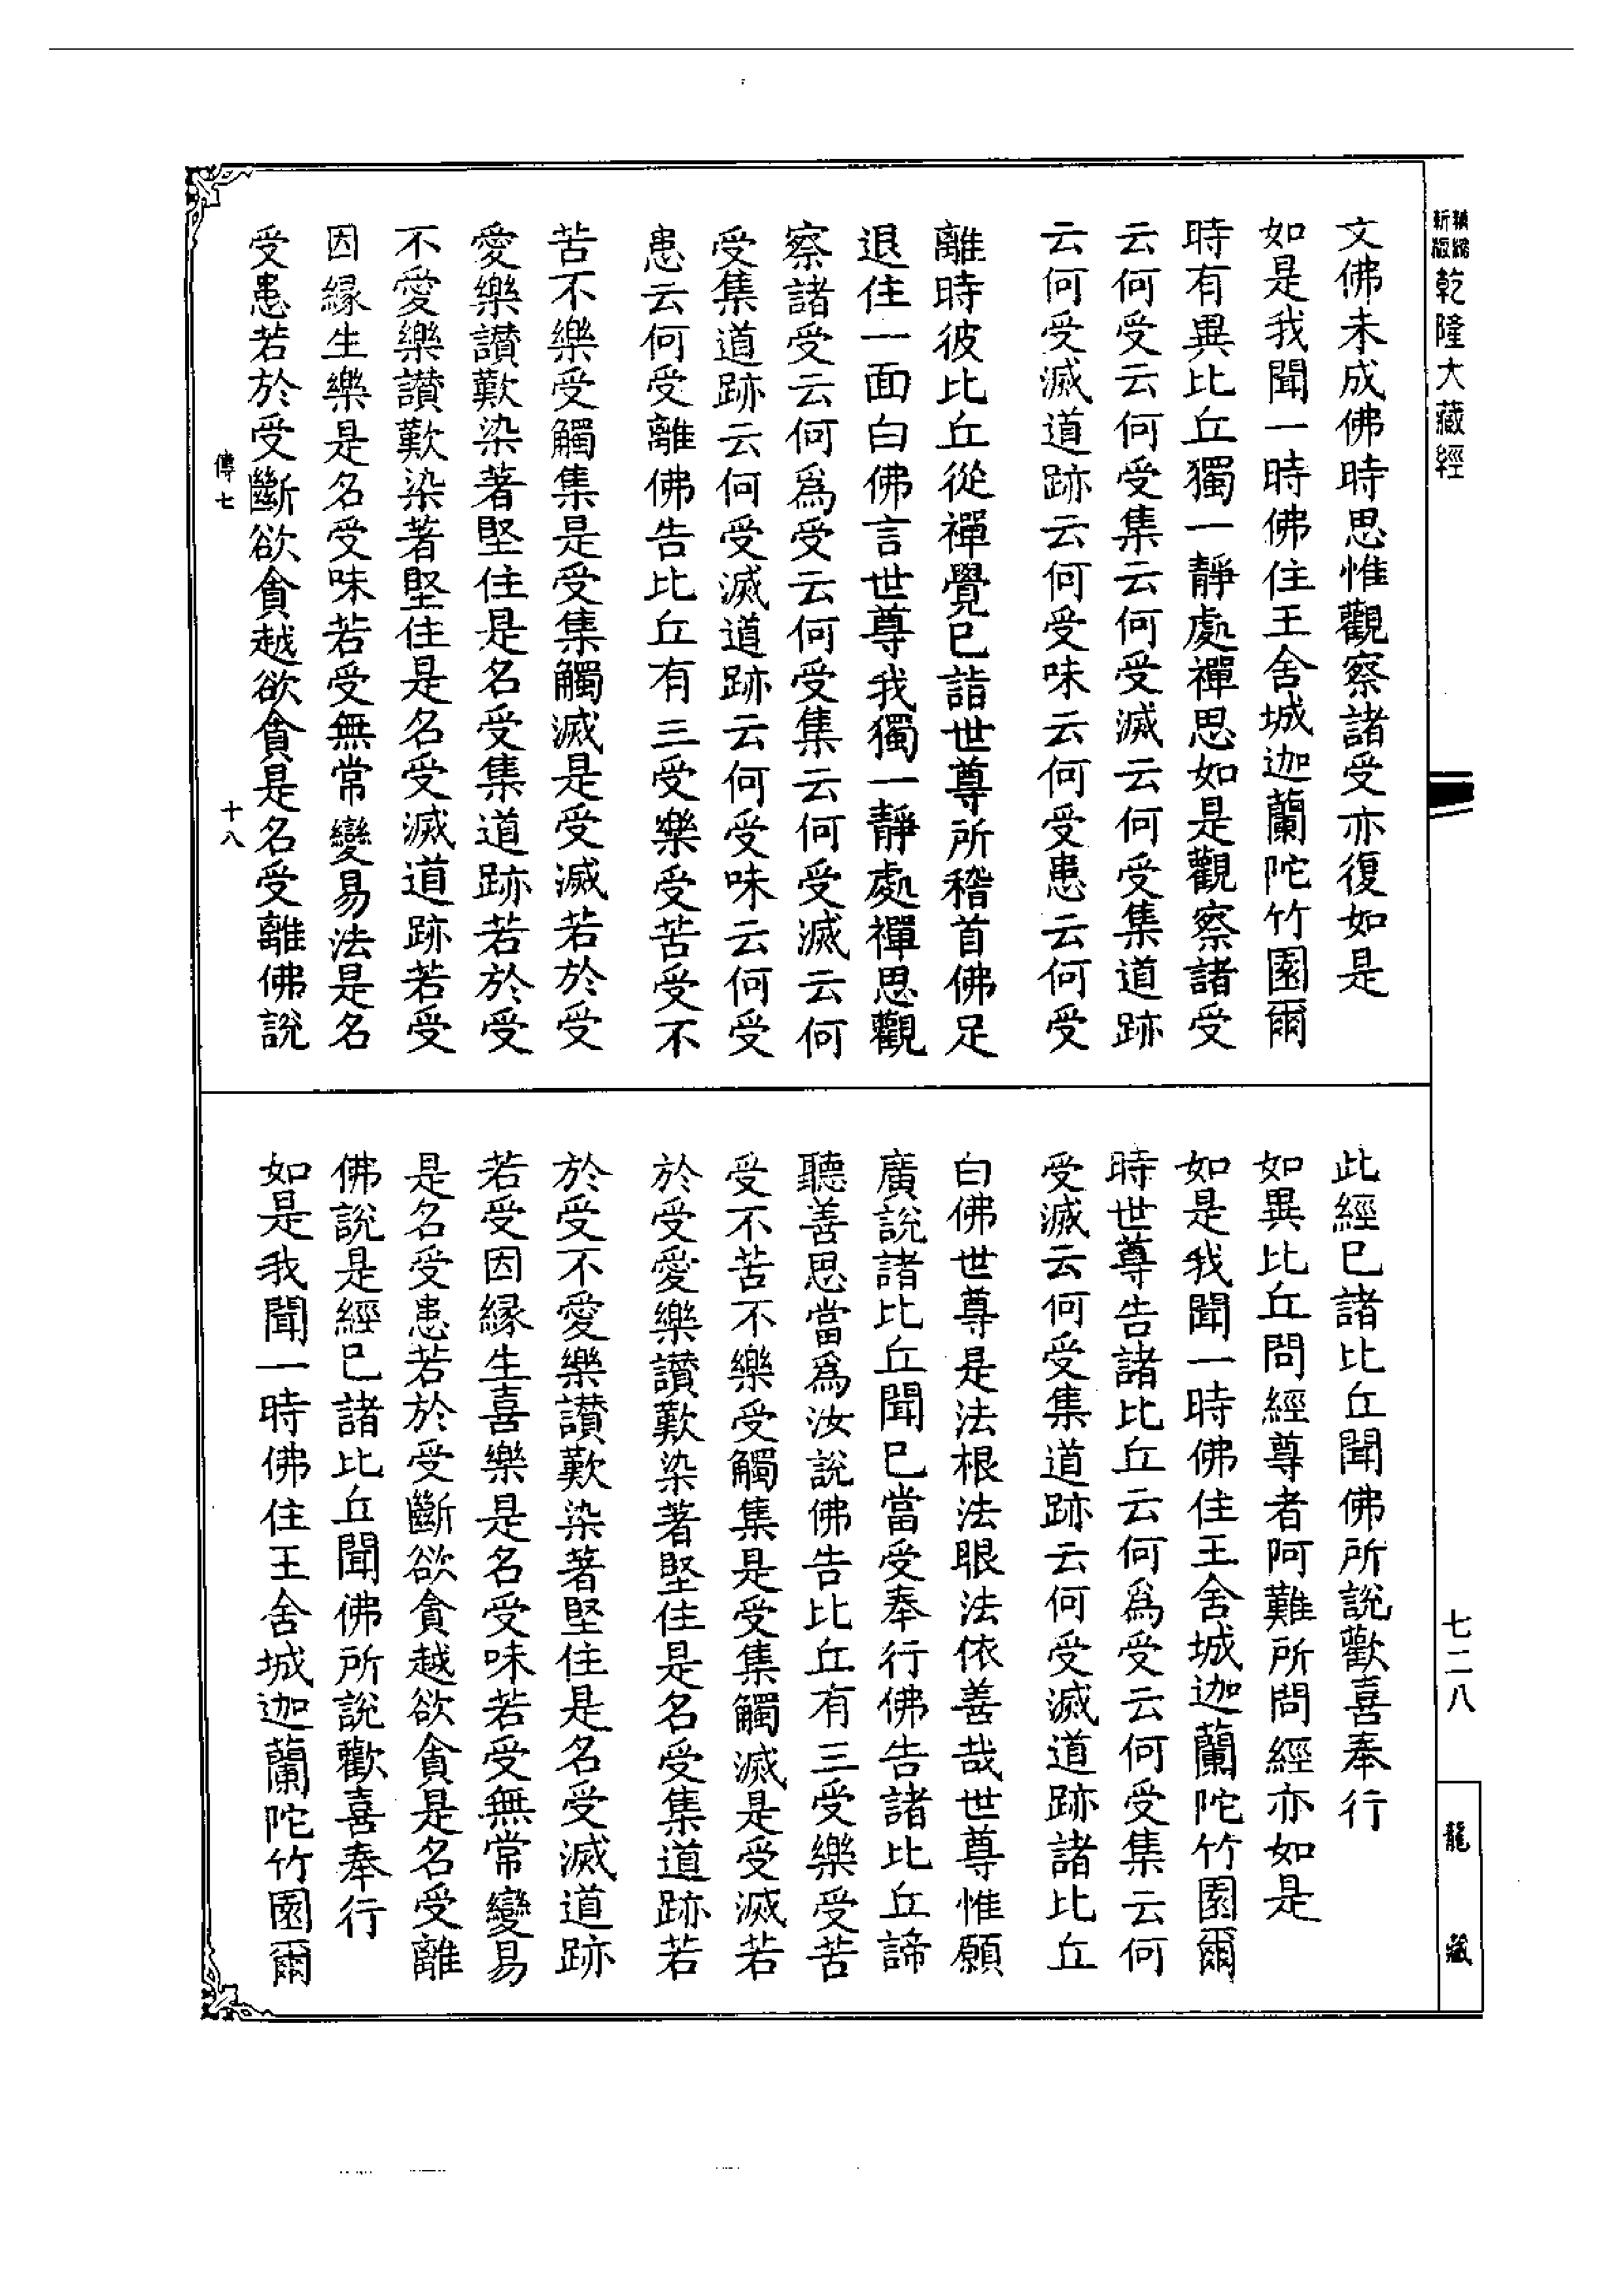 新編縮版乾隆大藏經
文佛未成佛時思惟觀察諸受亦復如是
如是我聞一時佛住王舍城迦蘭陀竹園爾
時有異比丘獨一靜處禪思如是觀察諸受
云何受云何受集云何受滅云何受集道跡
云何受滅道跡云何受味云何受患云何受
離時彼比丘從禪覺已詣世尊所稽首佛足
退住一面白佛言世尊我獨一靜處禪思觀
察諸受云何為受云何受集云何受滅云何
受集道跡云何受滅道跡云何受味云何受
患云何受離佛告比丘有三受樂受苦受不
苦不樂受觸集是受集觸滅是受滅若於受
愛樂讚歎染著堅住是名受集道跡若於受
不愛樂讚歎染著堅住是名受滅道跡若受
因緣生樂是名受味若受無常變易法是名
受患若於受斷欲貪越欲貪是名受離佛說
傳七
十八
此經已諸比丘聞佛所說歡喜奉行
如異比丘問經尊者阿難所問經亦如是
如是我聞一時佛住王舍城迦蘭陀竹園爾
時世尊告諸比丘云何為受云何受集云何
受滅云何受集道跡云何受滅道跡諸比丘
白佛世尊是法根法眼法依善哉世尊惟願
廣說諸比丘聞已當受奉行佛告諸比丘諦
聽善思當為汝說佛告比丘有三受樂受苦
受不苦不樂受觸集是受集觸滅是受滅若
於受愛樂讚歎染著堅住是名受集道跡若
於受不愛樂讚歎染著堅住是名受滅道跡
若受因緣生喜樂是名受味若受無常變易
是名受患若於受斷欲貪越欲貪是名受離
佛說是經已諸比丘聞佛所說歡喜奉行
如是我聞一時佛住王舍城迦蘭陀竹園爾
七二八
龍藏